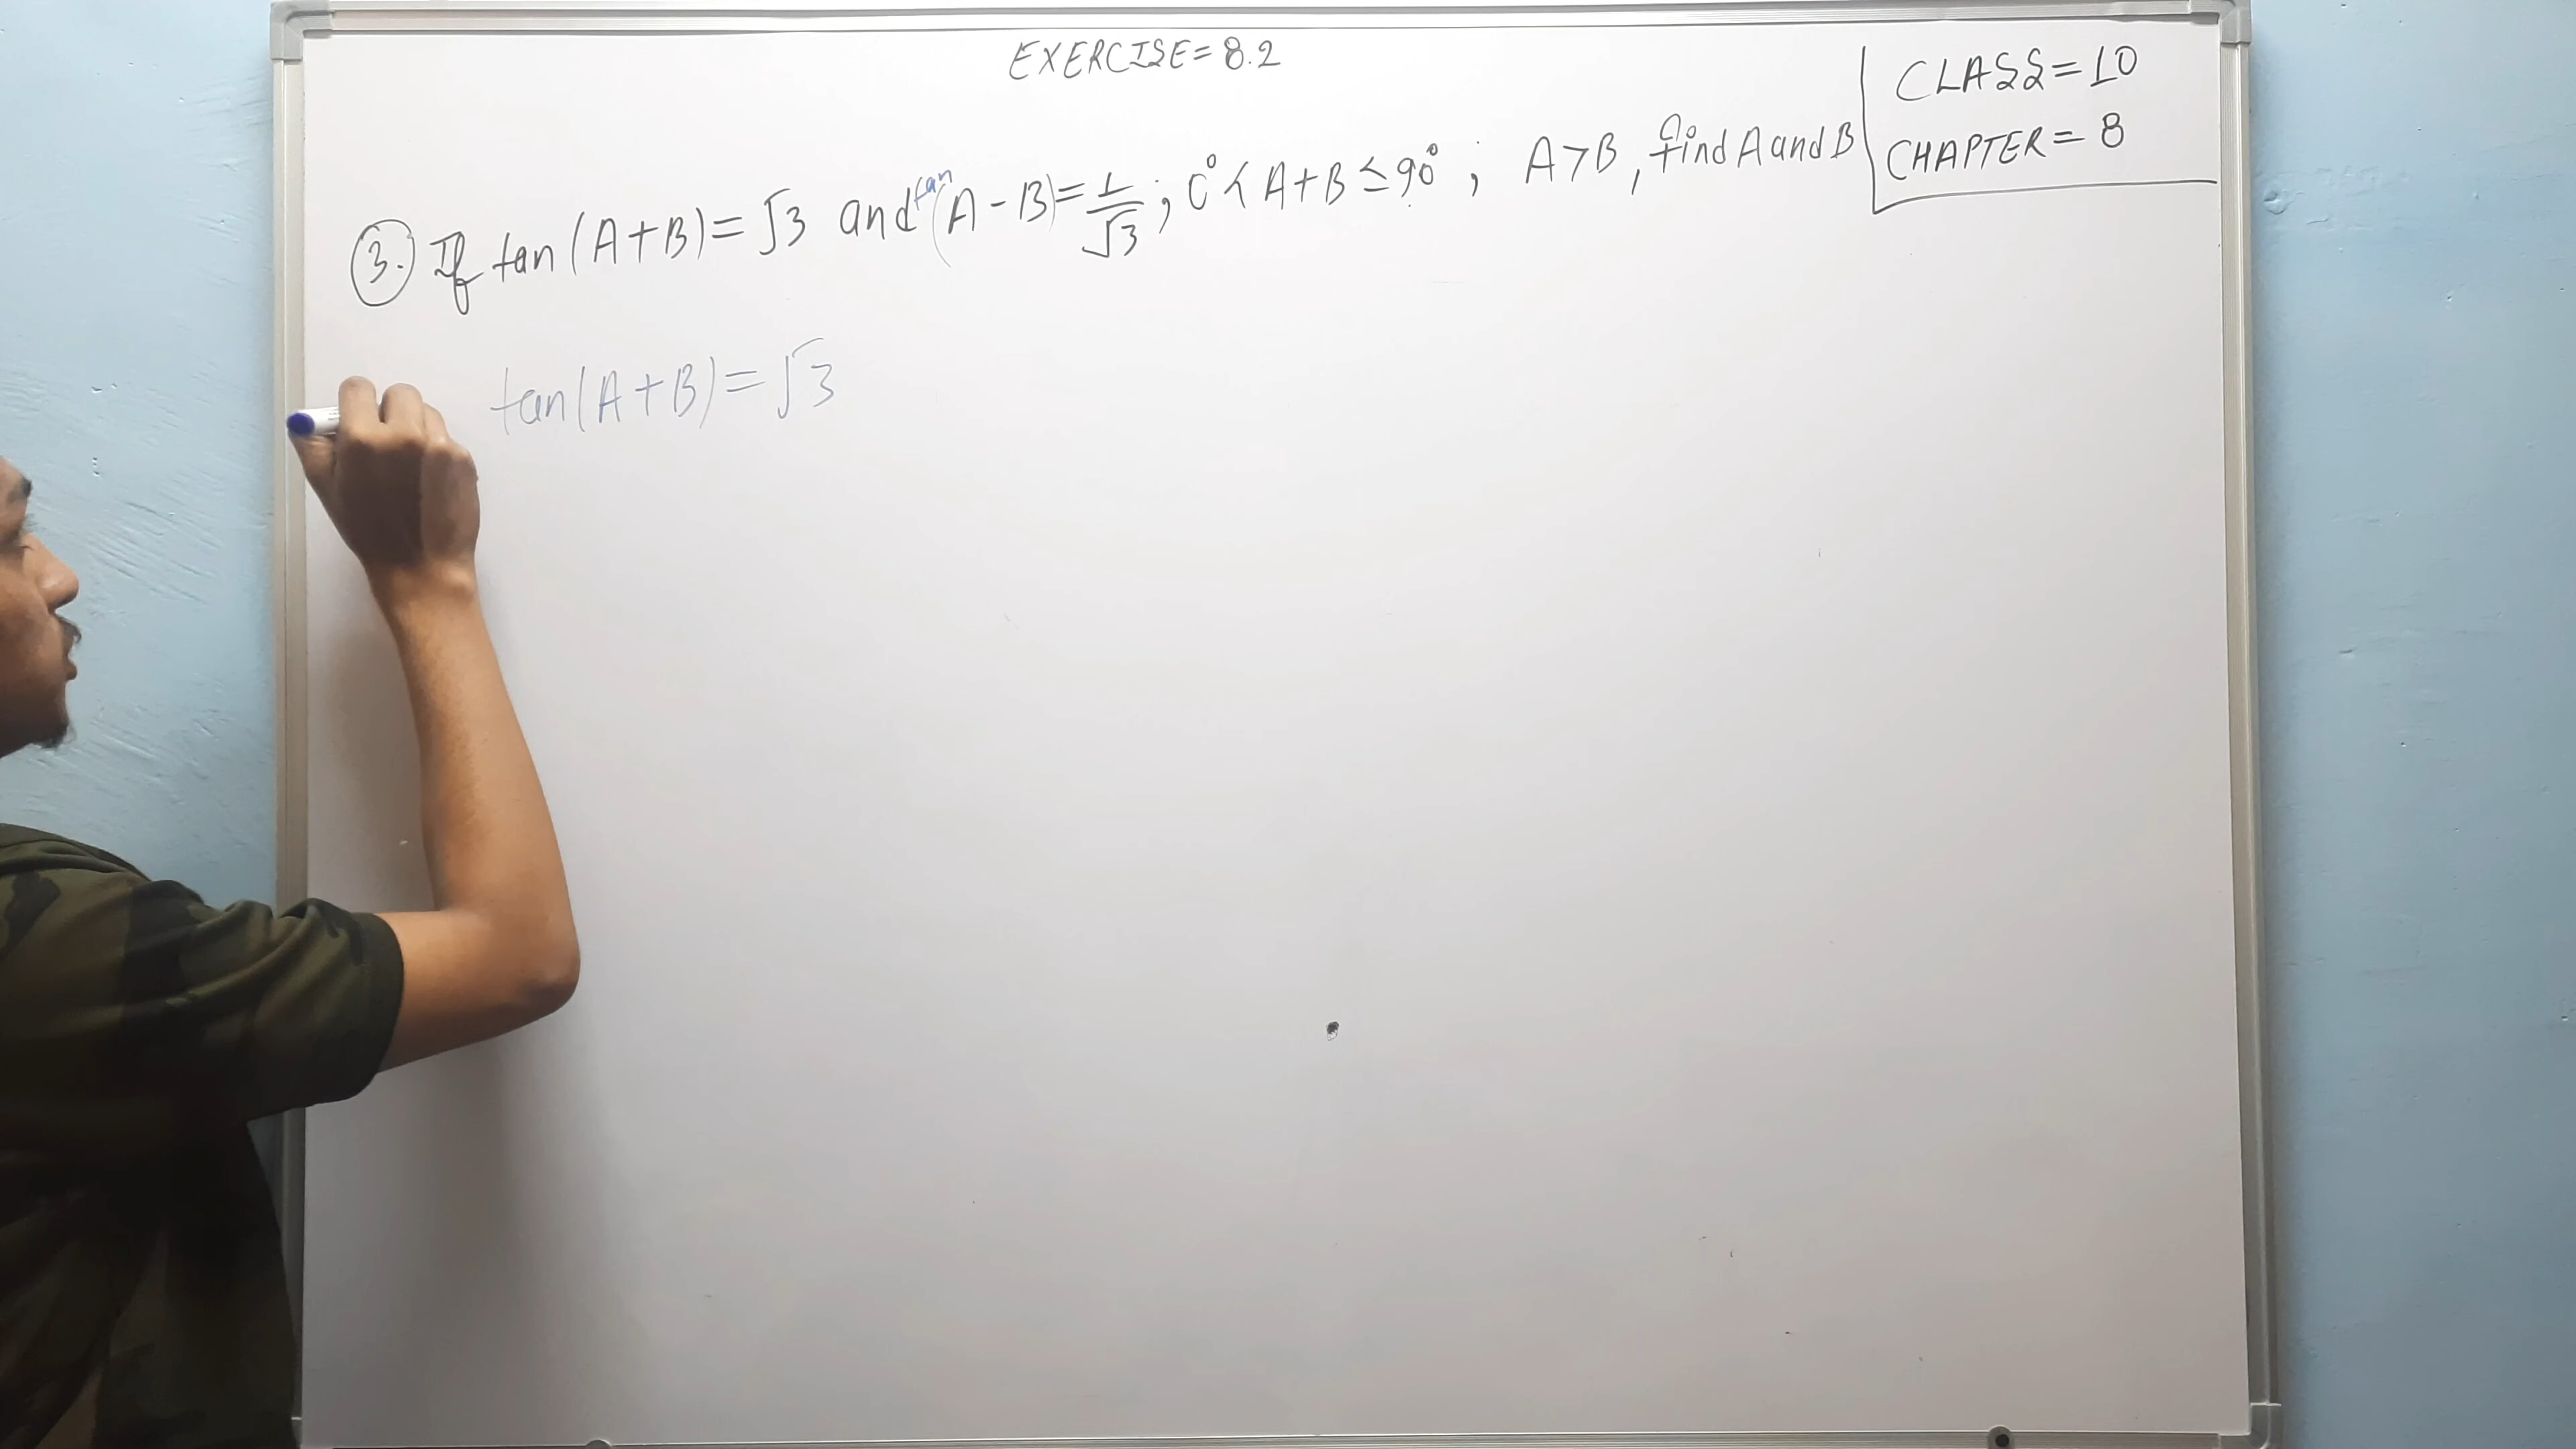 EXERCISE = 8.2
CLASS = 10
CHAPTER = 8
3. If tan (A+B) = √3 and tan (A - B) = 1/√3 ; 0° < A+B ≤ 90° ; A > B , find A and B
tan (A+B) = √3